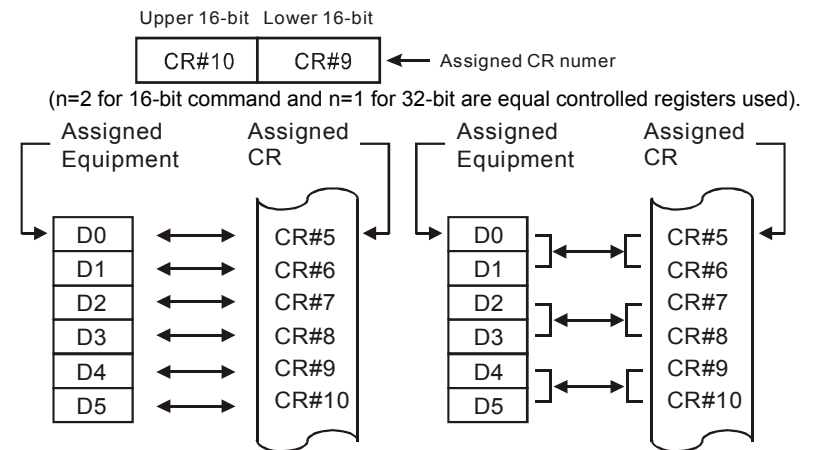 Upper 16-bit Lower 16-bit
CR#10 CR#9 Assigned CR numer
(n=2 for 16-bit command and n=1 for 32-bit are equal controlled registers used).
Assigned Equipment
Assigned CR
D0 CR#5
D1 CR#6
D2 CR#7
D3 CR#8
D4 CR#9
D5 CR#10
Assigned Equipment
Assigned CR
D0 CR#5
D1 CR#6
D2 CR#7
D3 CR#8
D4 CR#9
D5 CR#10